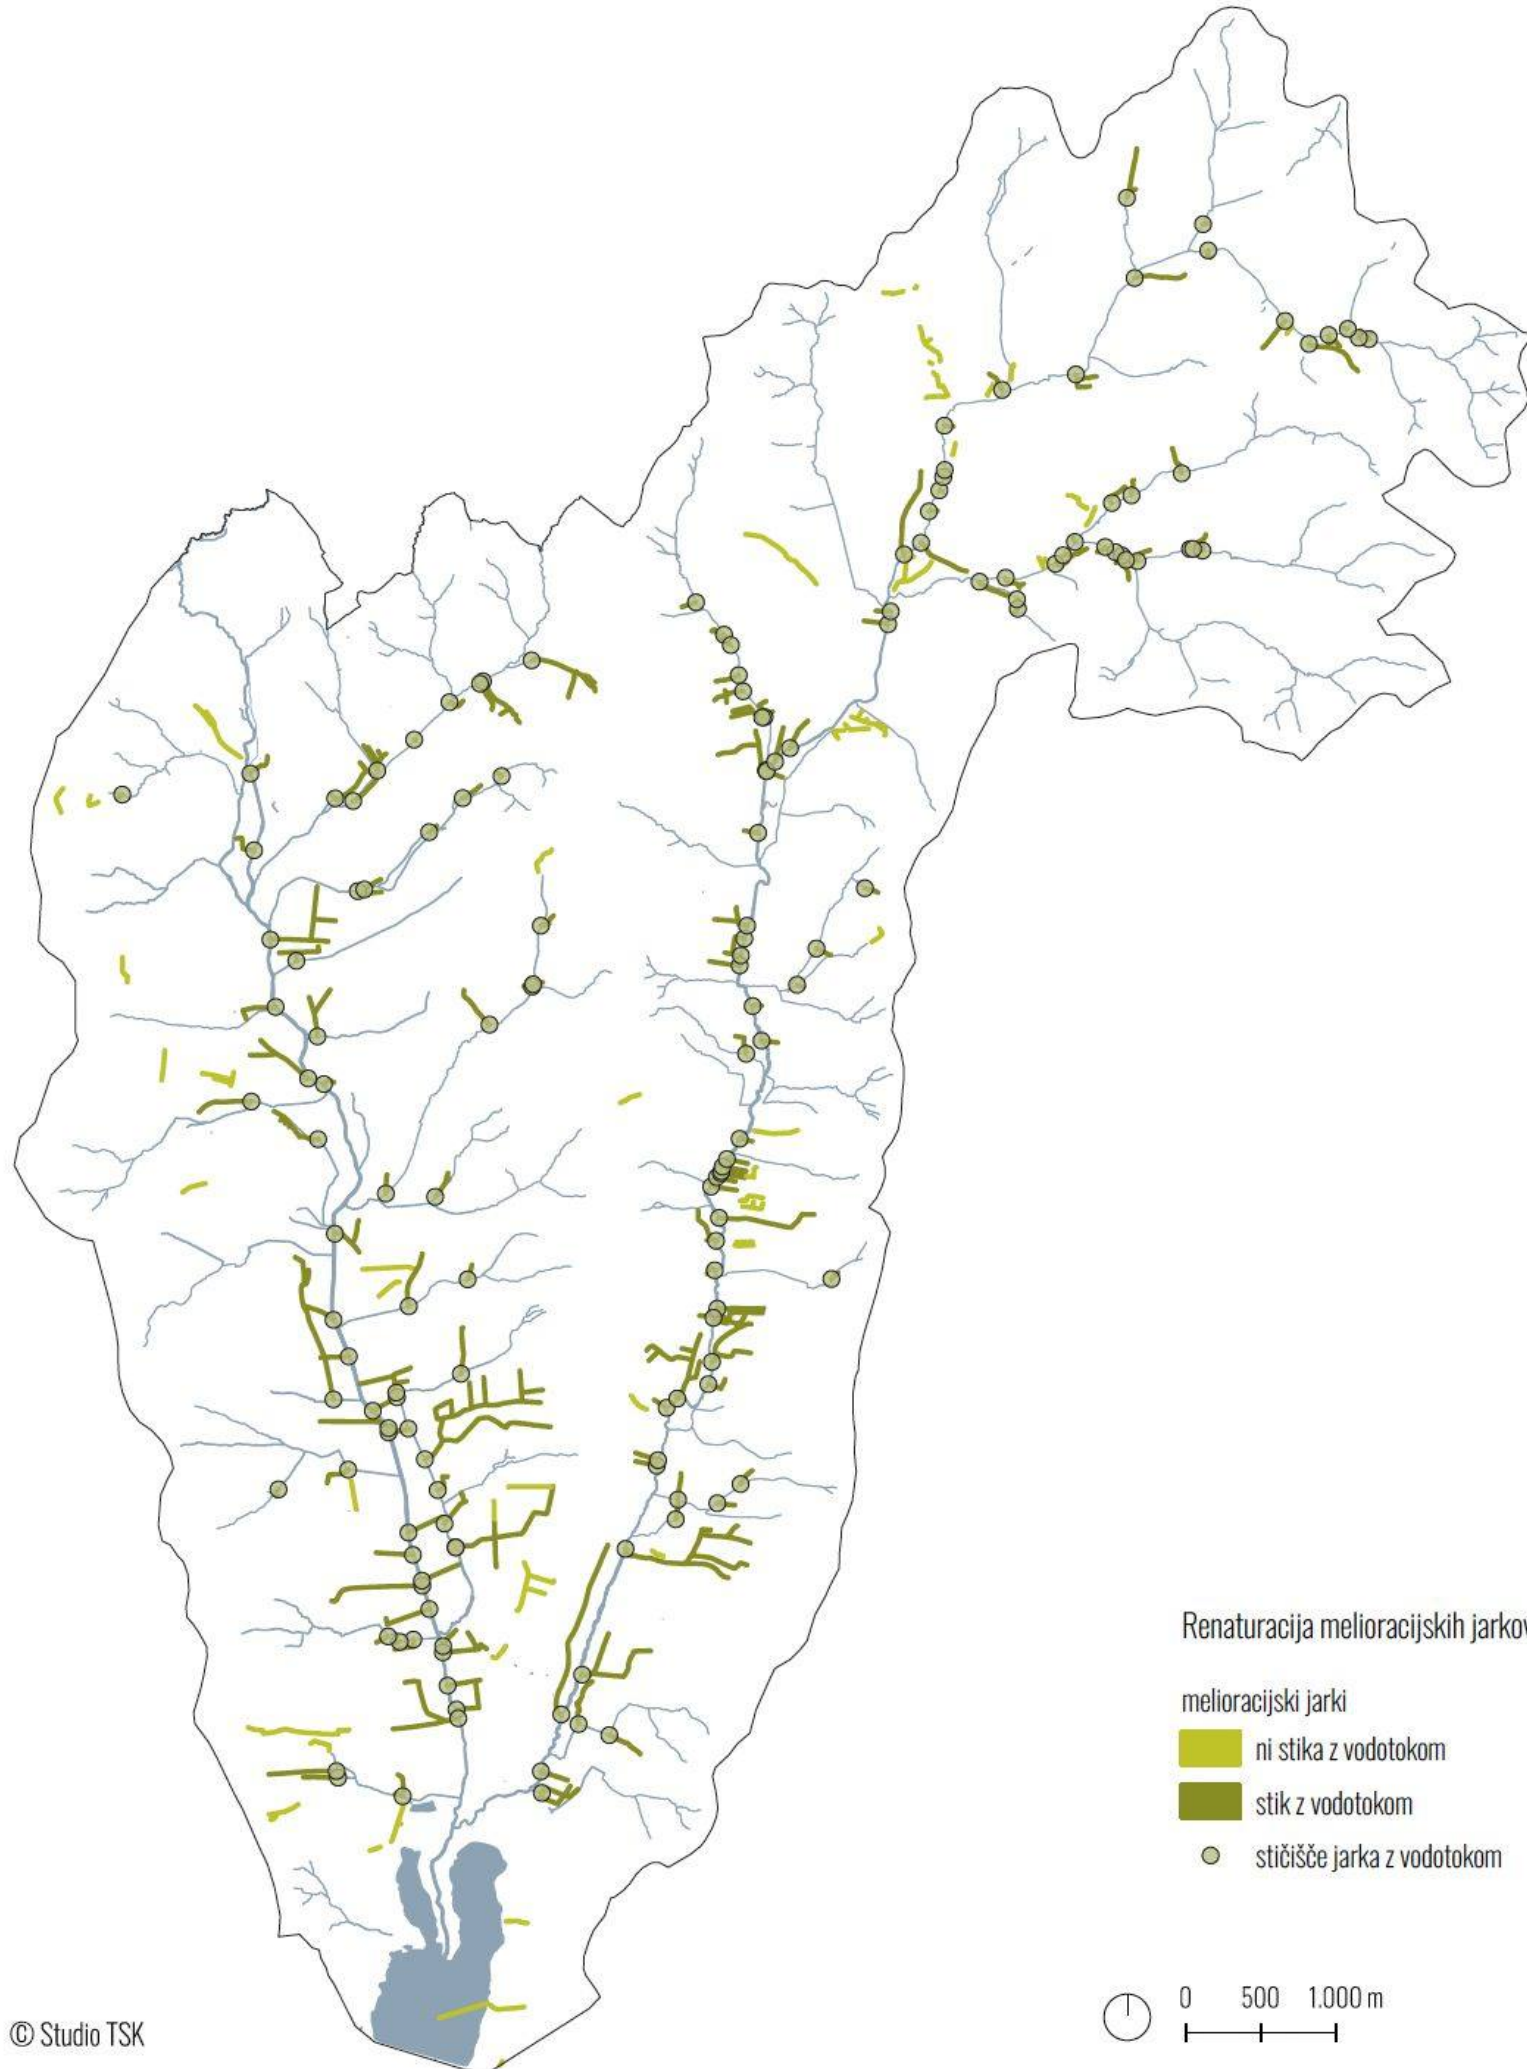 Renaturacija melioracijskih jarkov
melioracijski jarki
ni stika z vodotokom
stik z vodotokom
stičišče jarka z vodotokom
0 500 1.000 m
© Studio TSK